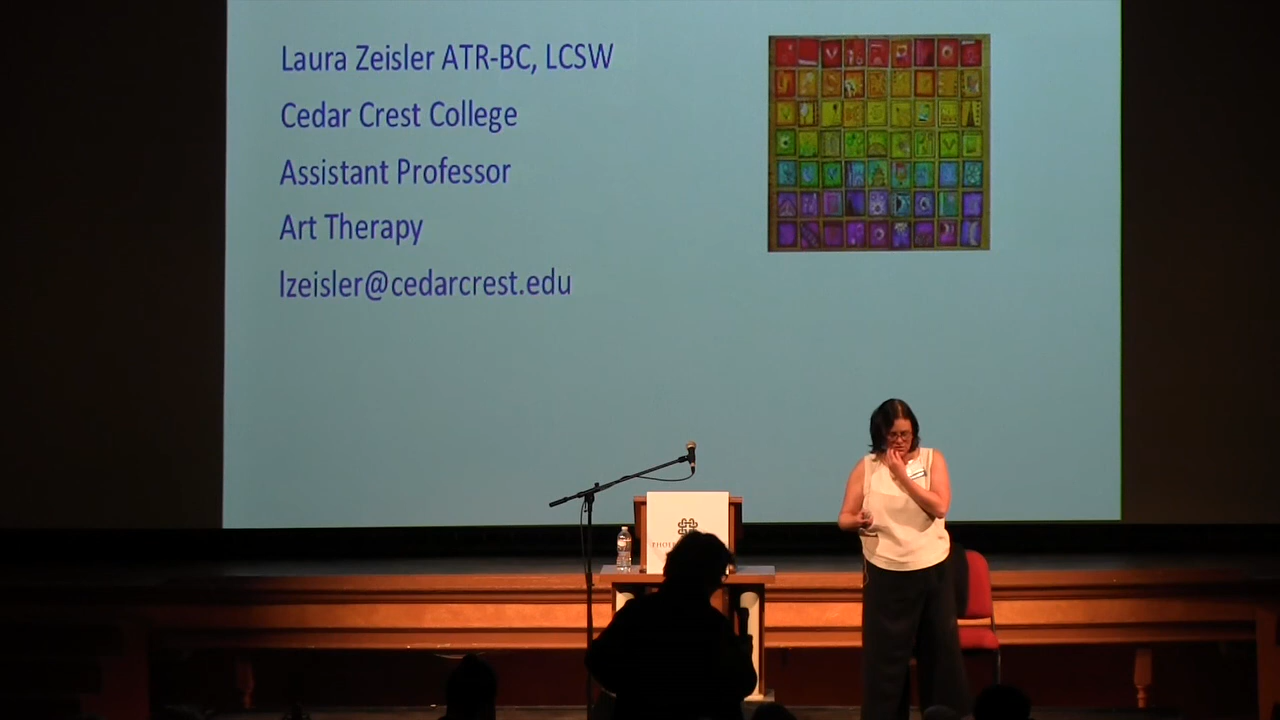 Laura Zeisler ATR-BC, LCSW
Cedar Crest College
Assistant Professor
Art Therapy
lzeisler@cedarcrest.edu